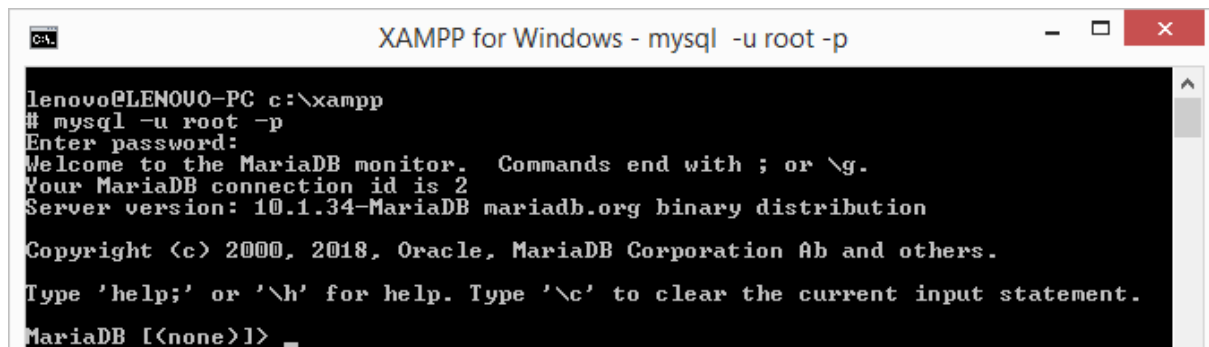 XAMPP for Windows - mysql -u root -p
lenovo@LENOVO-PC c:\xampp
# mysql -u root -p
Enter password:
Welcome to the MariaDB monitor.  Commands end with ; or \g.
Your MariaDB connection id is 2
Server version: 10.1.34-MariaDB mariadb.org binary distribution
Copyright (c) 2000, 2018, Oracle, MariaDB Corporation Ab and others.
Type 'help;' or '\h' for help. Type '\c' to clear the current input statement.
MariaDB [(none)]> _